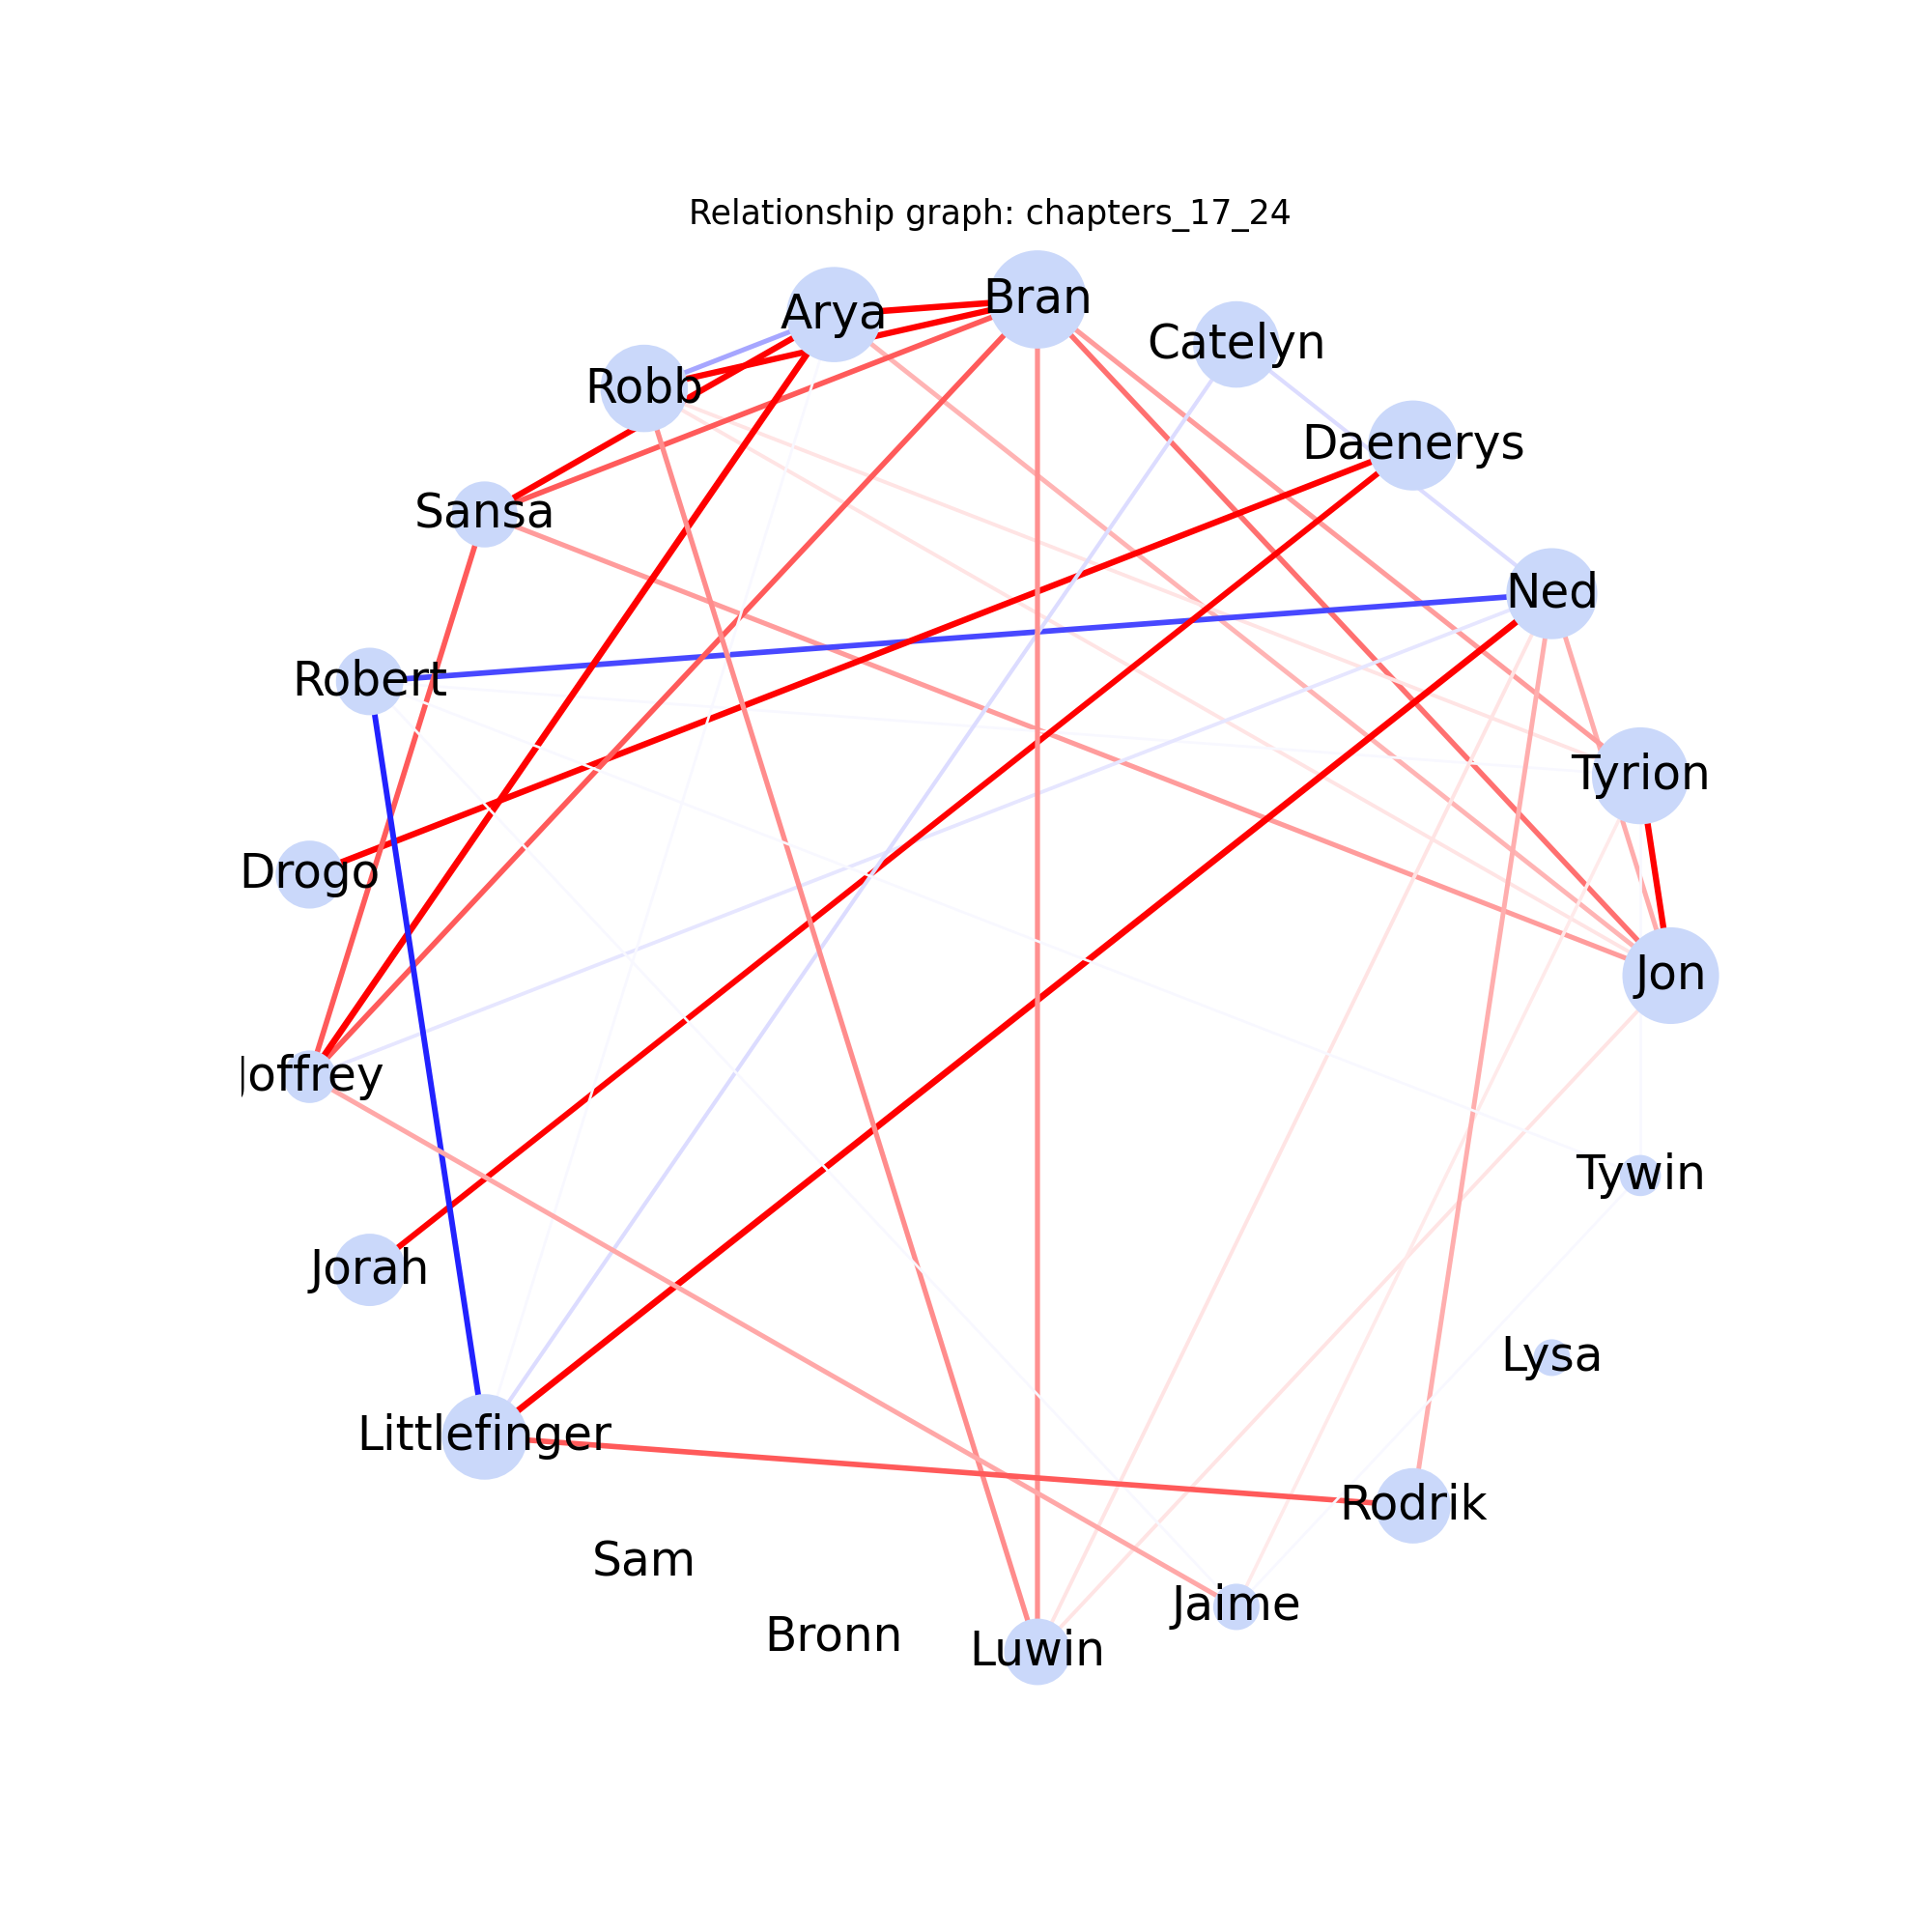 Relationship graph: chapters_17_24
Bran
Arya
Catelyn
Robb
Daenerys
Sansa
Ned
Robert
Tyrion
Drogo
Jon
Joffrey
Tywin
Jorah
Lysa
Littlefinger
Rodrik
Sam
Jaime
Bronn
Luwin